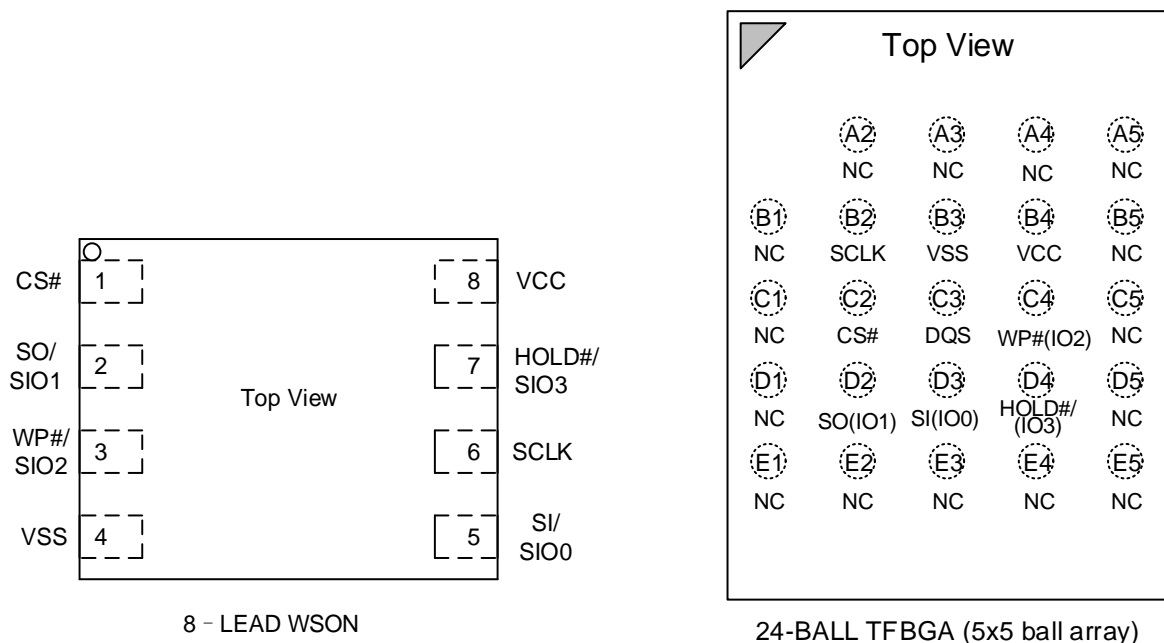 CS# 1
SO/
SIO1 2
WP#/
SIO2 3
VSS 4
Top View
8 VCC
7 HOLD#/
SIO3
6 SCLK
5 SI/
SIO0
8 - LEAD WSON
Top View
A2 A3 A4 A5
NC NC NC NC
B1 B2 B3 B4 B5
NC SCLK VSS VCC NC
C1 C2 C3 C4 C5
NC CS# DQS WP#(IO2) NC
D1 D2 D3 D4 D5
NC SO(IO1) SI(IO0) HOLD#/
(IO3) NC
E1 E2 E3 E4 E5
NC NC NC NC NC
24-BALL TFBGA (5x5 ball array)